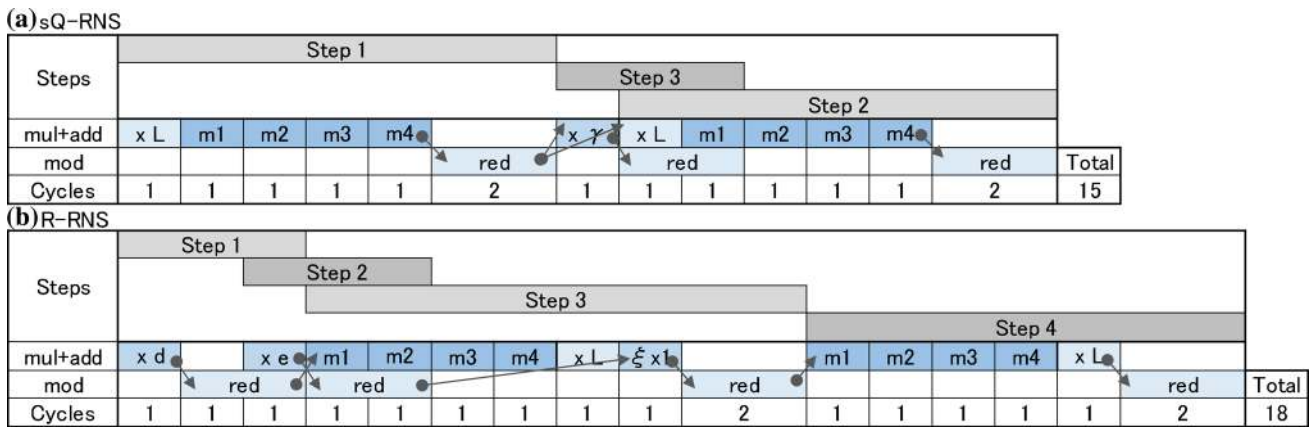 (a) sQ-RNS
Steps Step 1
Step 3
Step 2
mul+add x L m1 m2 m3 m4 x γ x L m1 m2 m3 m4
mod red red red Total
Cycles 1 1 1 1 1 2 1 1 1 1 1 1 2 15
(b) R-RNS
Steps Step 1
Step 2
Step 3
Step 4
mul+add x d x e m1 m2 m3 m4 x L ξ x1 m1 m2 m3 m4 x L
mod red red red red Total
Cycles 1 1 1 1 1 1 1 1 1 2 1 1 1 1 1 2 18